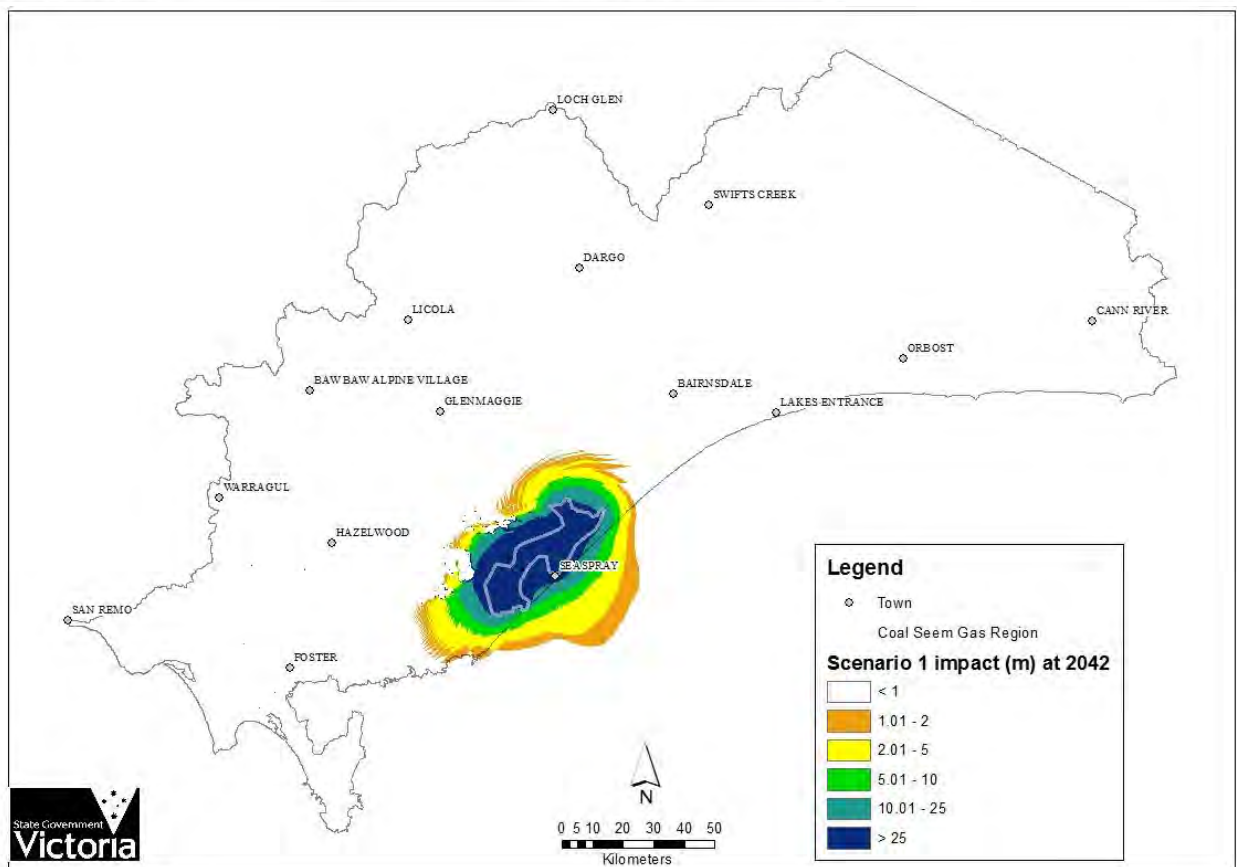 LOCH GLEN
SWIFTS CREEK
DARGO
LICOLA
CANN RIVER
ORBOST
BAW BAW ALPINE VILLAGE
BAIRNSDALE
GLENMAGGIE
LAKES ENTRANCE
WARRAGUL
HAZELWOOD
SEASPRAY
SAN REMO
FOSTER
Legend
Town
Coal Seem Gas Region
Scenario 1 impact (m) at 2042
< 1
1.01 - 2
2.01 - 5
5.01 - 10
10.01 - 25
> 25
N
0 5 10 20 30 40 50
Kilometers
State Government
Victoria